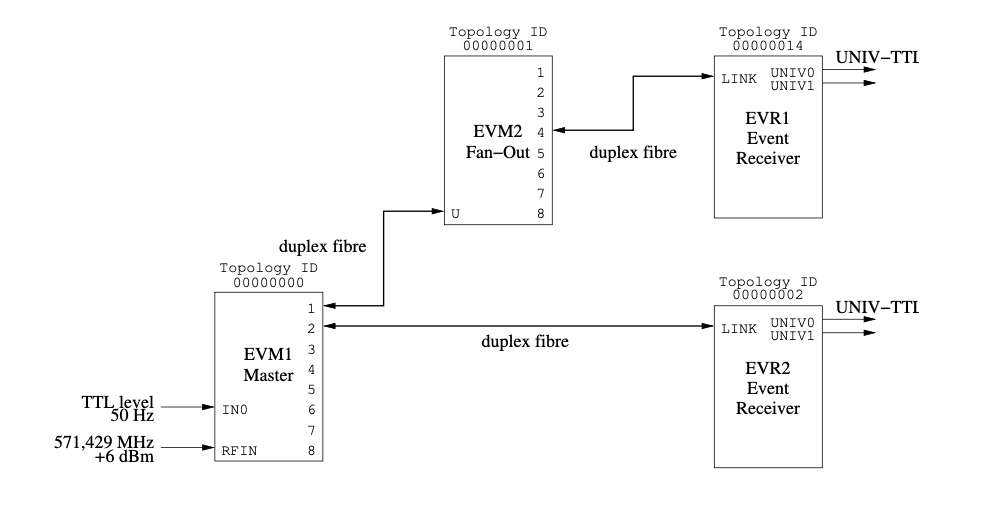 Topology ID
00000001
1
2
3
EVM2
4
Fan−Out
5
6
7
U
8
Topology ID
00000014
UNIV−TTL
LINK
UNIV0
UNIV1
EVR1
Event
Receiver
duplex fibre
duplex fibre
Topology ID
00000000
1
2
3
EVM1
4
Master
5
TTL level
50 Hz
IN0
6
7
571,429 MHz
+6 dBm
RFIN
8
duplex fibre
Topology ID
00000002
UNIV−TTL
LINK
UNIV0
UNIV1
EVR2
Event
Receiver